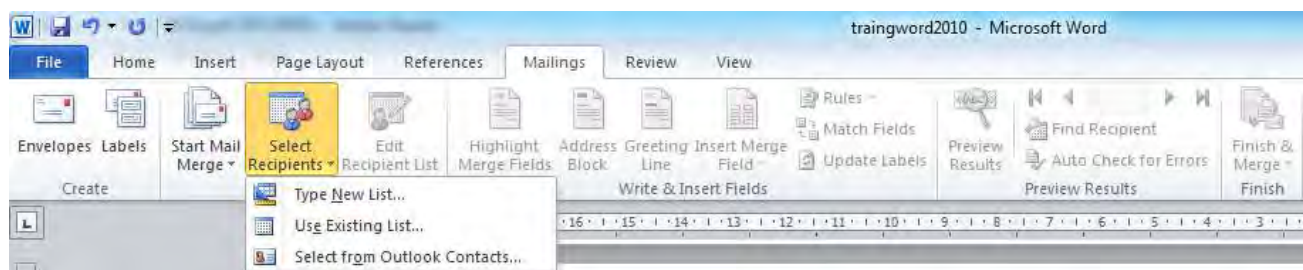 W
traingword2010 - Microsoft Word
File Home Insert Page Layout References Mailings Review View
Envelopes Labels Start Mail Merge Select Recipients Edit Recipient List Highlight Merge Fields Address Block Greeting Line Insert Merge Field Rules Match Fields Update Labels Preview Results Find Recipient Auto Check for Errors Finish & Merge
Create Write & Insert Fields Preview Results Finish
Type New List...
Use Existing List...
Select from Outlook Contacts...
L
16 15 14 13 12 11 10 9 8 7 6 5 4 3